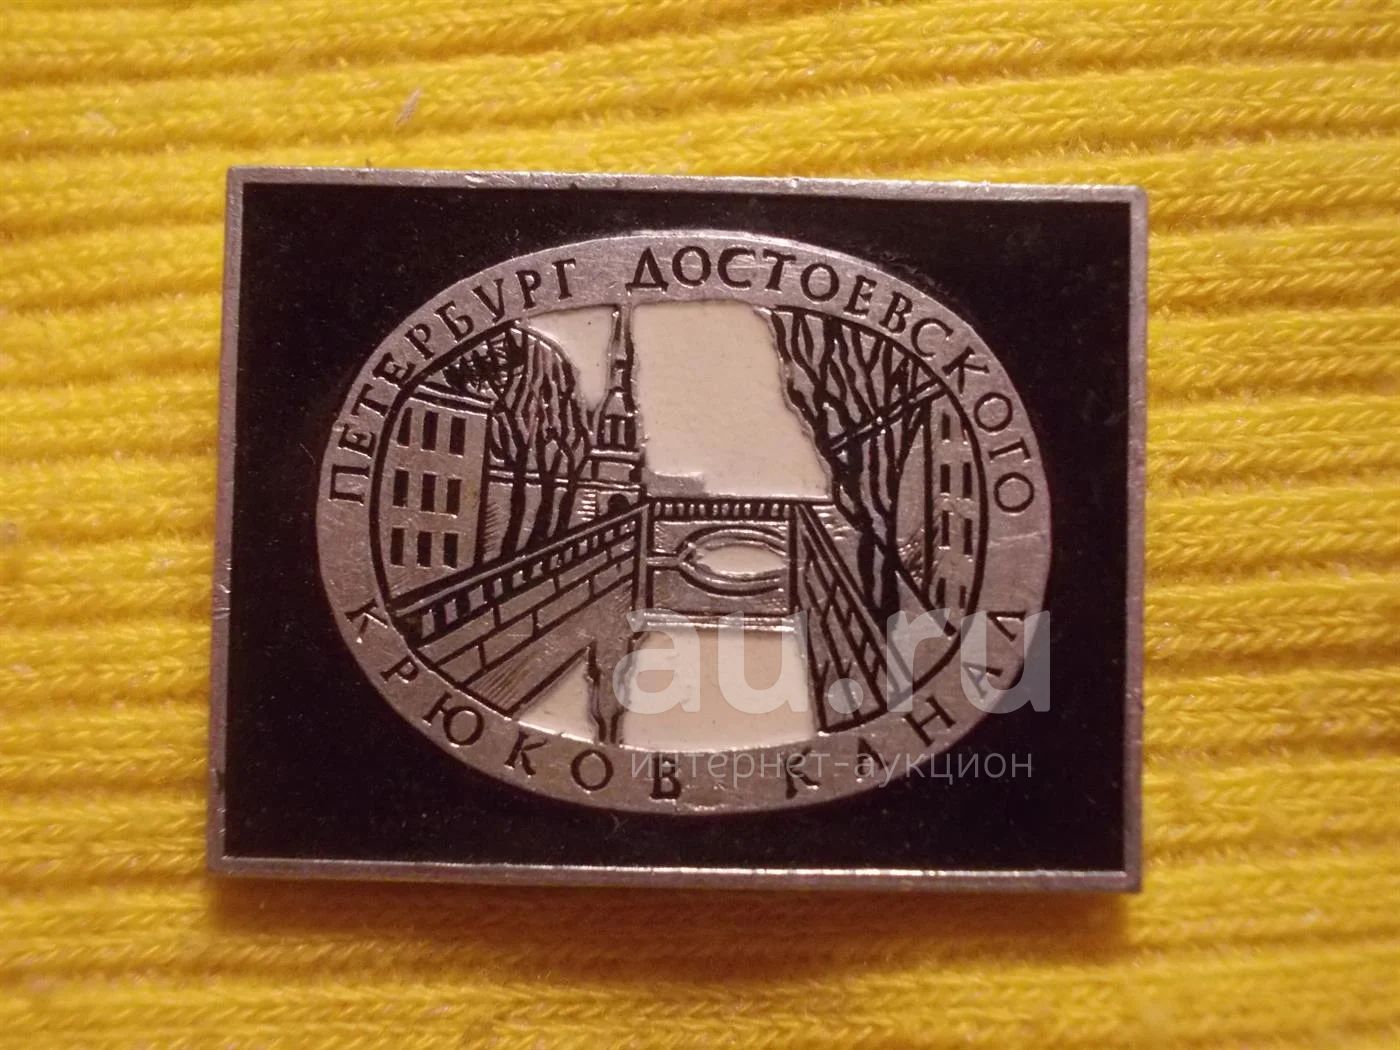 ПЕТЕРБУРГ ДОСТОЕВСКОГО
КРЮКОВ КАНАЛ
au.ru
интернет-аукцион